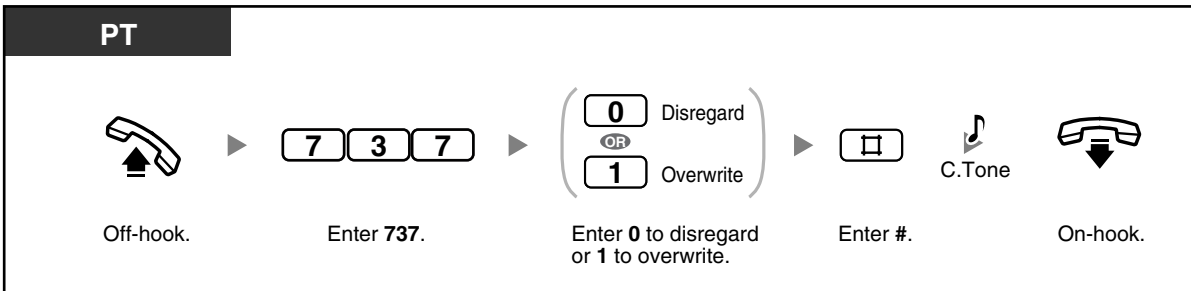 PT
7 3 7
0 Disregard
OR
1 Overwrite
#
C.Tone
Off-hook.
Enter 737.
Enter 0 to disregard
or 1 to overwrite.
Enter #.
On-hook.